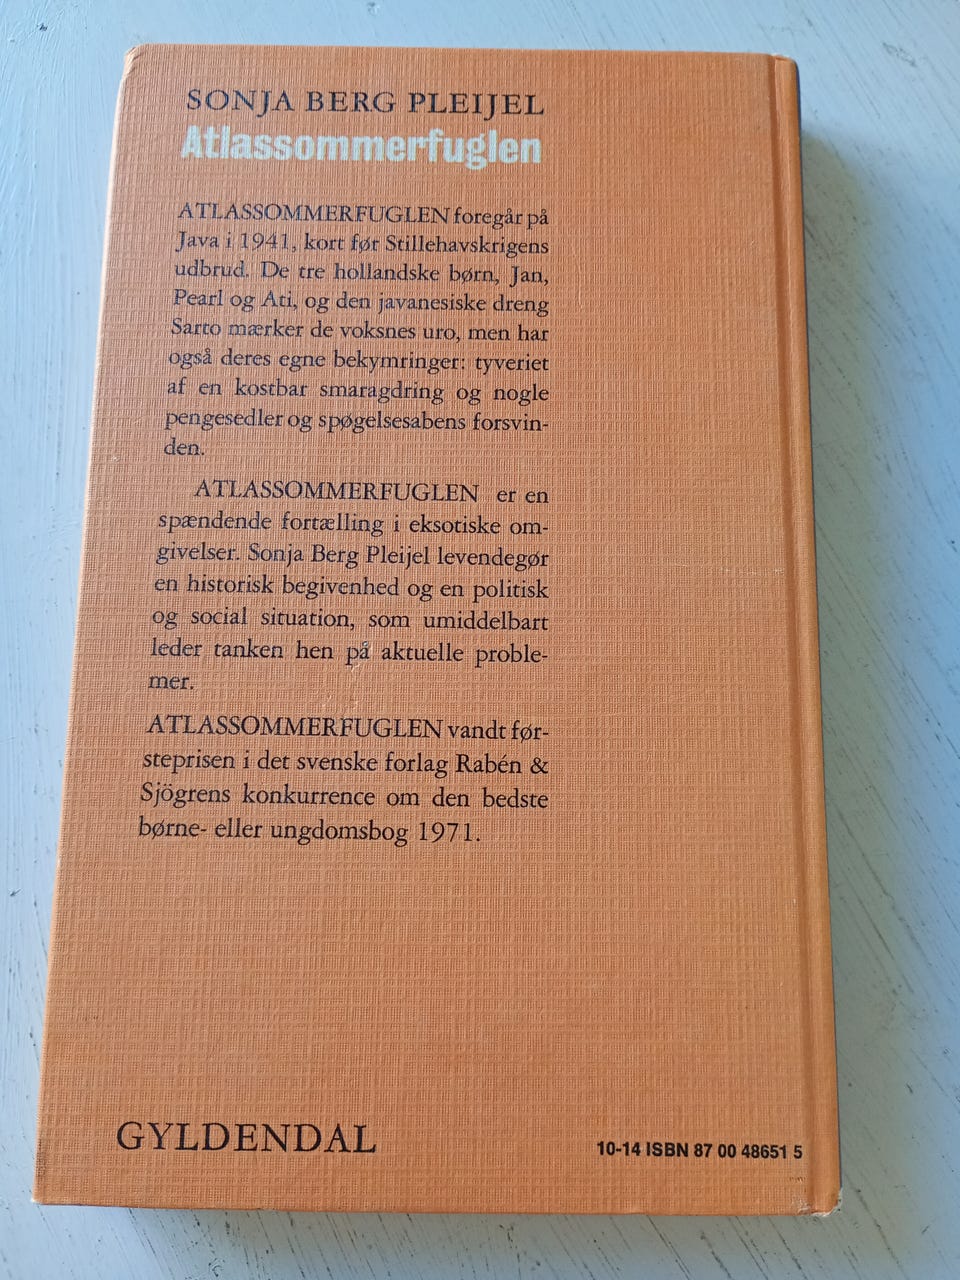 SONJA BERG PLEIJEL
Atlassommerfuglen
ATLASSOMMERFUGLEN foregår på
Java i 1941, kort før Stillehavskrigens
udbrud. De tre hollandske børn, Jan,
Pearl og Ati, og den javanesiske dreng
Sarto mærker de voksnes uro, men har
også deres egne bekymringer: tyveriet
af en kostbar smaragdring og nogle
pengesedler og spøgelsesabens forsvin-
den.
ATLASSOMMERFUGLEN er en
spændende fortælling i eksotiske om-
givelser. Sonja Berg Pleijel levendegør
en historisk begivenhed og en politisk
og social situation, som umiddelbart
leder tanken hen på aktuelle proble-
mer.
ATLASSOMMERFUGLEN vandt før-
steprisen i det svenske forlag Rabén &
Sjögrens konkurrence om den bedste
børne- eller ungdomsbog 1971.
GYLDENDAL
10-14 ISBN 87 00 48651 5